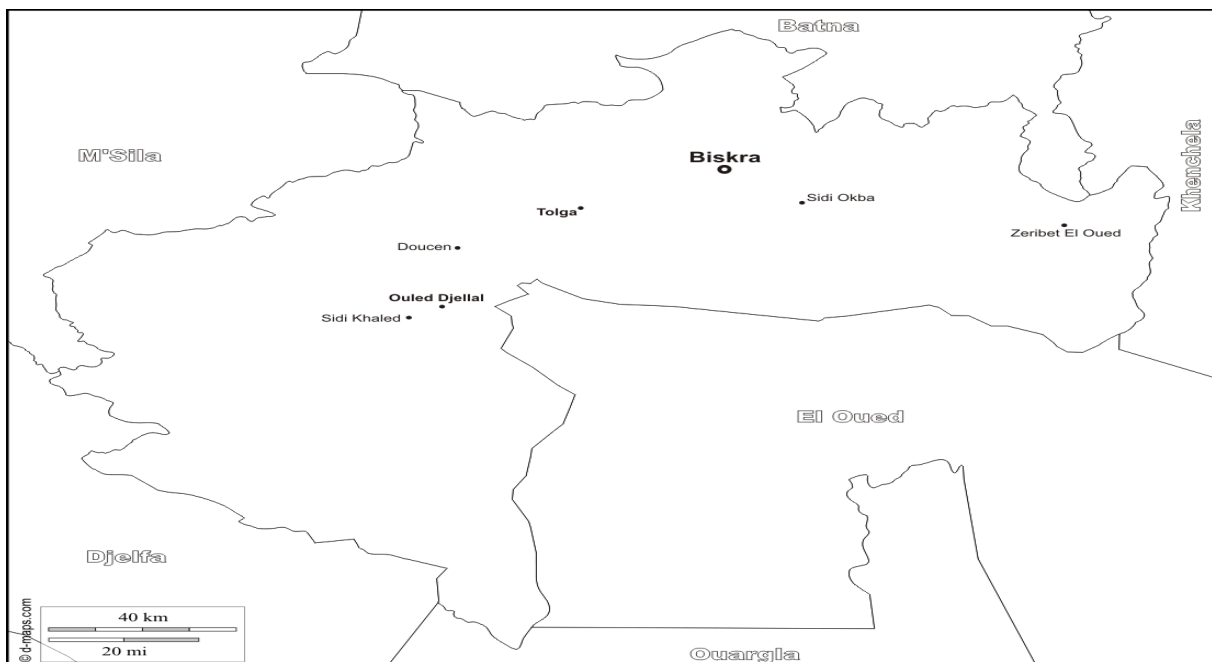 Batna
M'Sila
Khenchela
Biskra
Sidi Okba
Tolga
Zeribet El Oued
Doucen
Ouled Djellal
Sidi Khaled
El Oued
Djelfa
40 km
20 mi
© d-maps.com
Ouargla